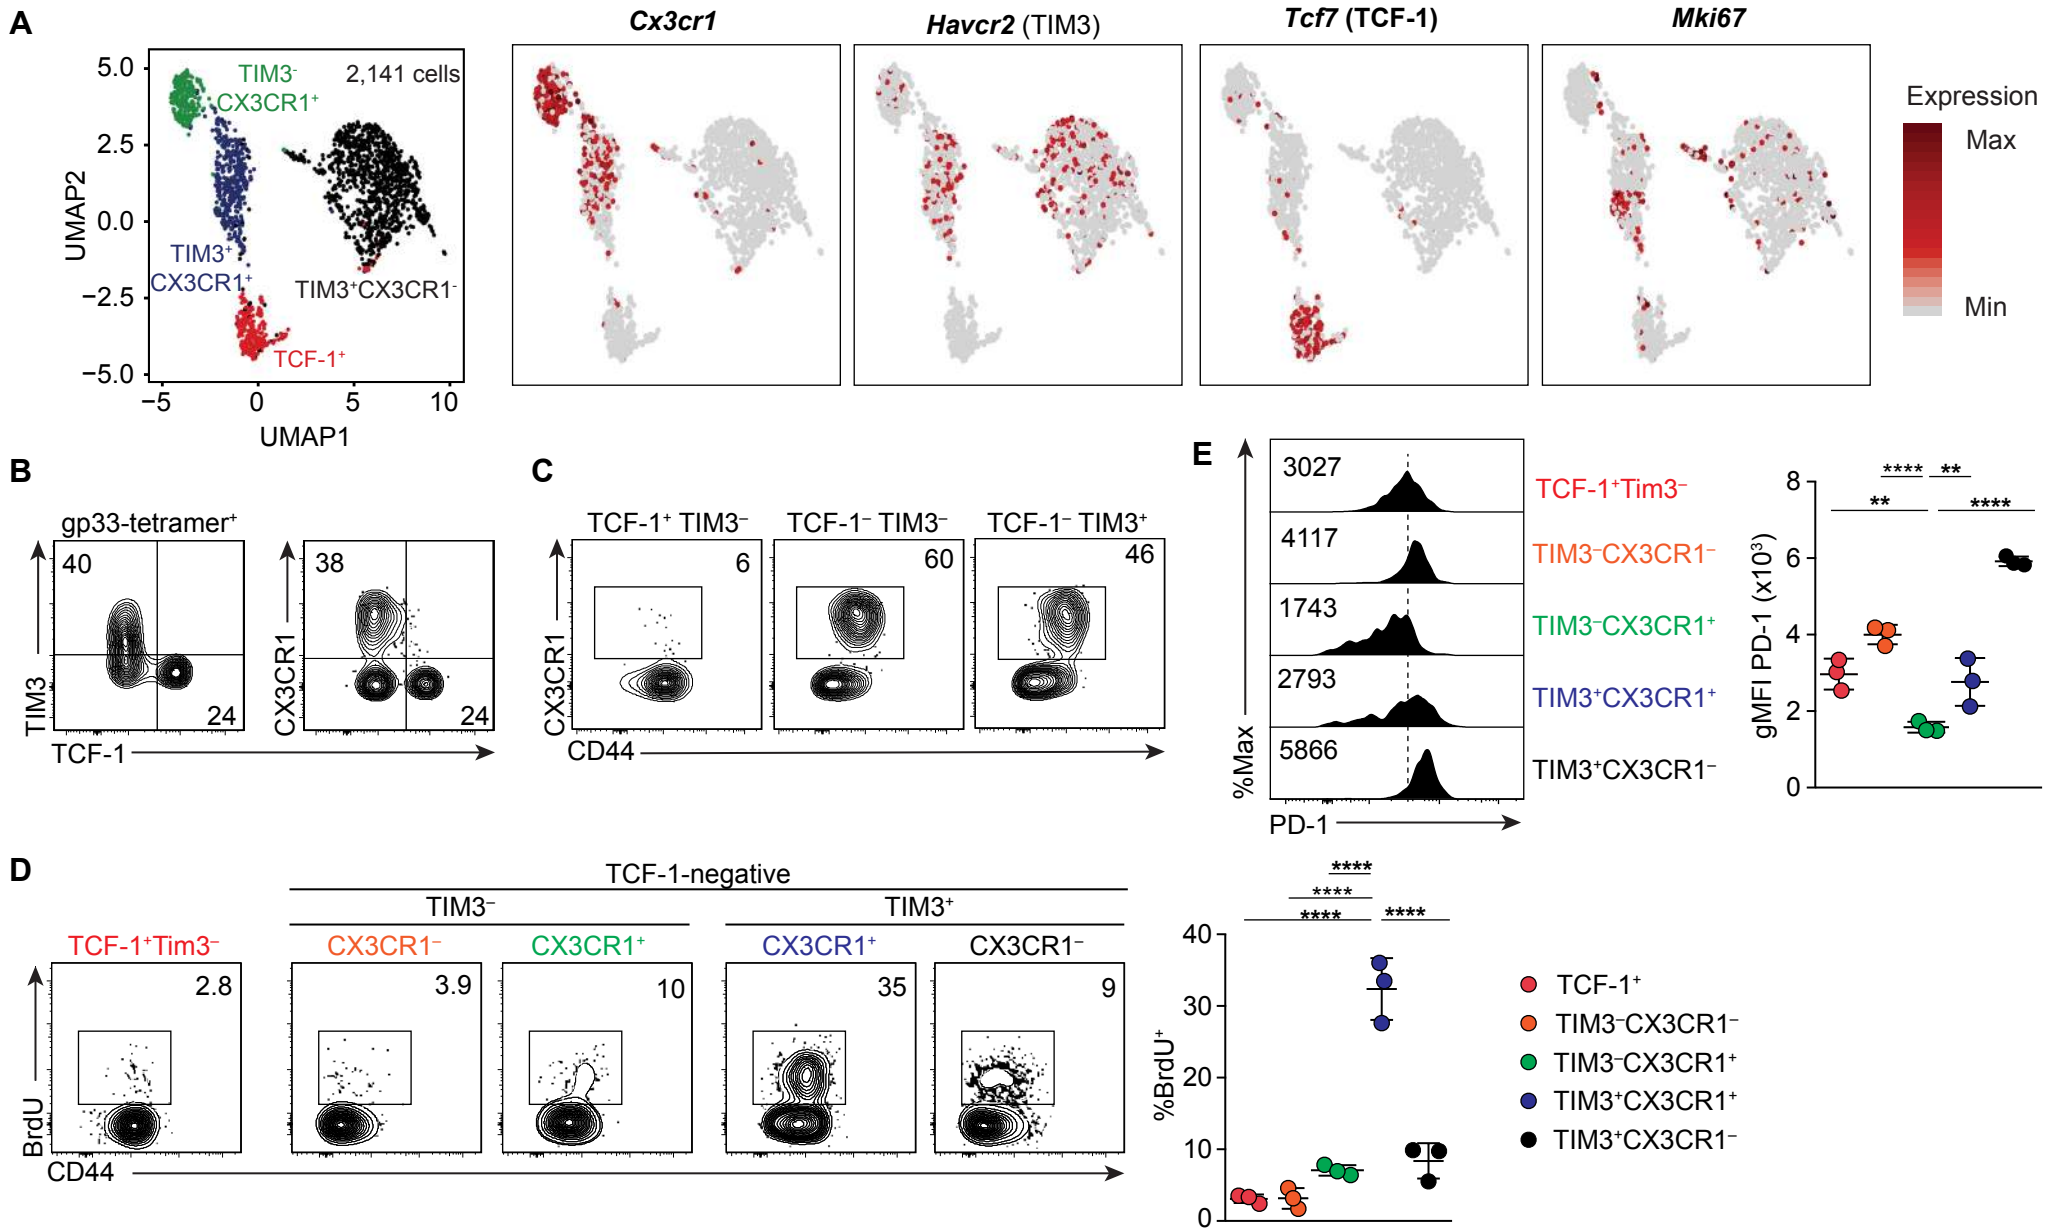 A
Cx3cr1
Havcr2 (TIM3)
Tcf7 (TCF-1)
Mki67
5.0
2.5
0.0
−2.5
−5.0
UMAP2
−5
0
5
10
UMAP1
TIM3-
CX3CR1+
2,141 cells
TIM3+
CX3CR1+
TIM3+CX3CR1-
TCF-1+
Expression
Max
Min
B
gp33-tetramer+
40
24
TIM3
TCF-1
38
24
CX3CR1
C
TCF-1+ TIM3–
TCF-1– TIM3–
TCF-1– TIM3+
6
60
46
CX3CR1
CD44
E
3027
TCF-1+Tim3–
4117
TIM3–CX3CR1–
1743
TIM3–CX3CR1+
2793
TIM3+CX3CR1+
5866
TIM3+CX3CR1–
%Max
PD-1
**** **
** ****
8
6
4
2
0
gMFI PD-1 (x10³)
D
TCF-1-negative
TIM3–
TIM3+
TCF-1+Tim3–
CX3CR1–
CX3CR1+
CX3CR1+
CX3CR1–
2.8
3.9
10
35
9
BrdU
CD44
****
****
**** ****
40
30
20
10
0
%BrdU+
TCF-1+
TIM3–CX3CR1–
TIM3–CX3CR1+
TIM3+CX3CR1+
TIM3+CX3CR1–